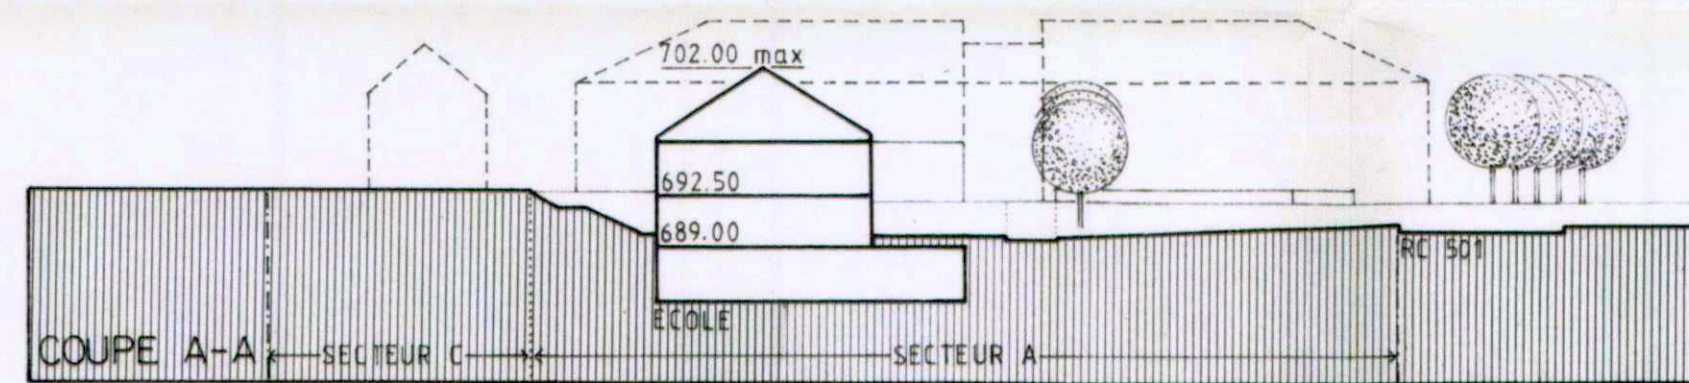 702.00 max
692.50
689.00
RC 501
ECOLE
COUPE A-A
SECTEUR C
SECTEUR A